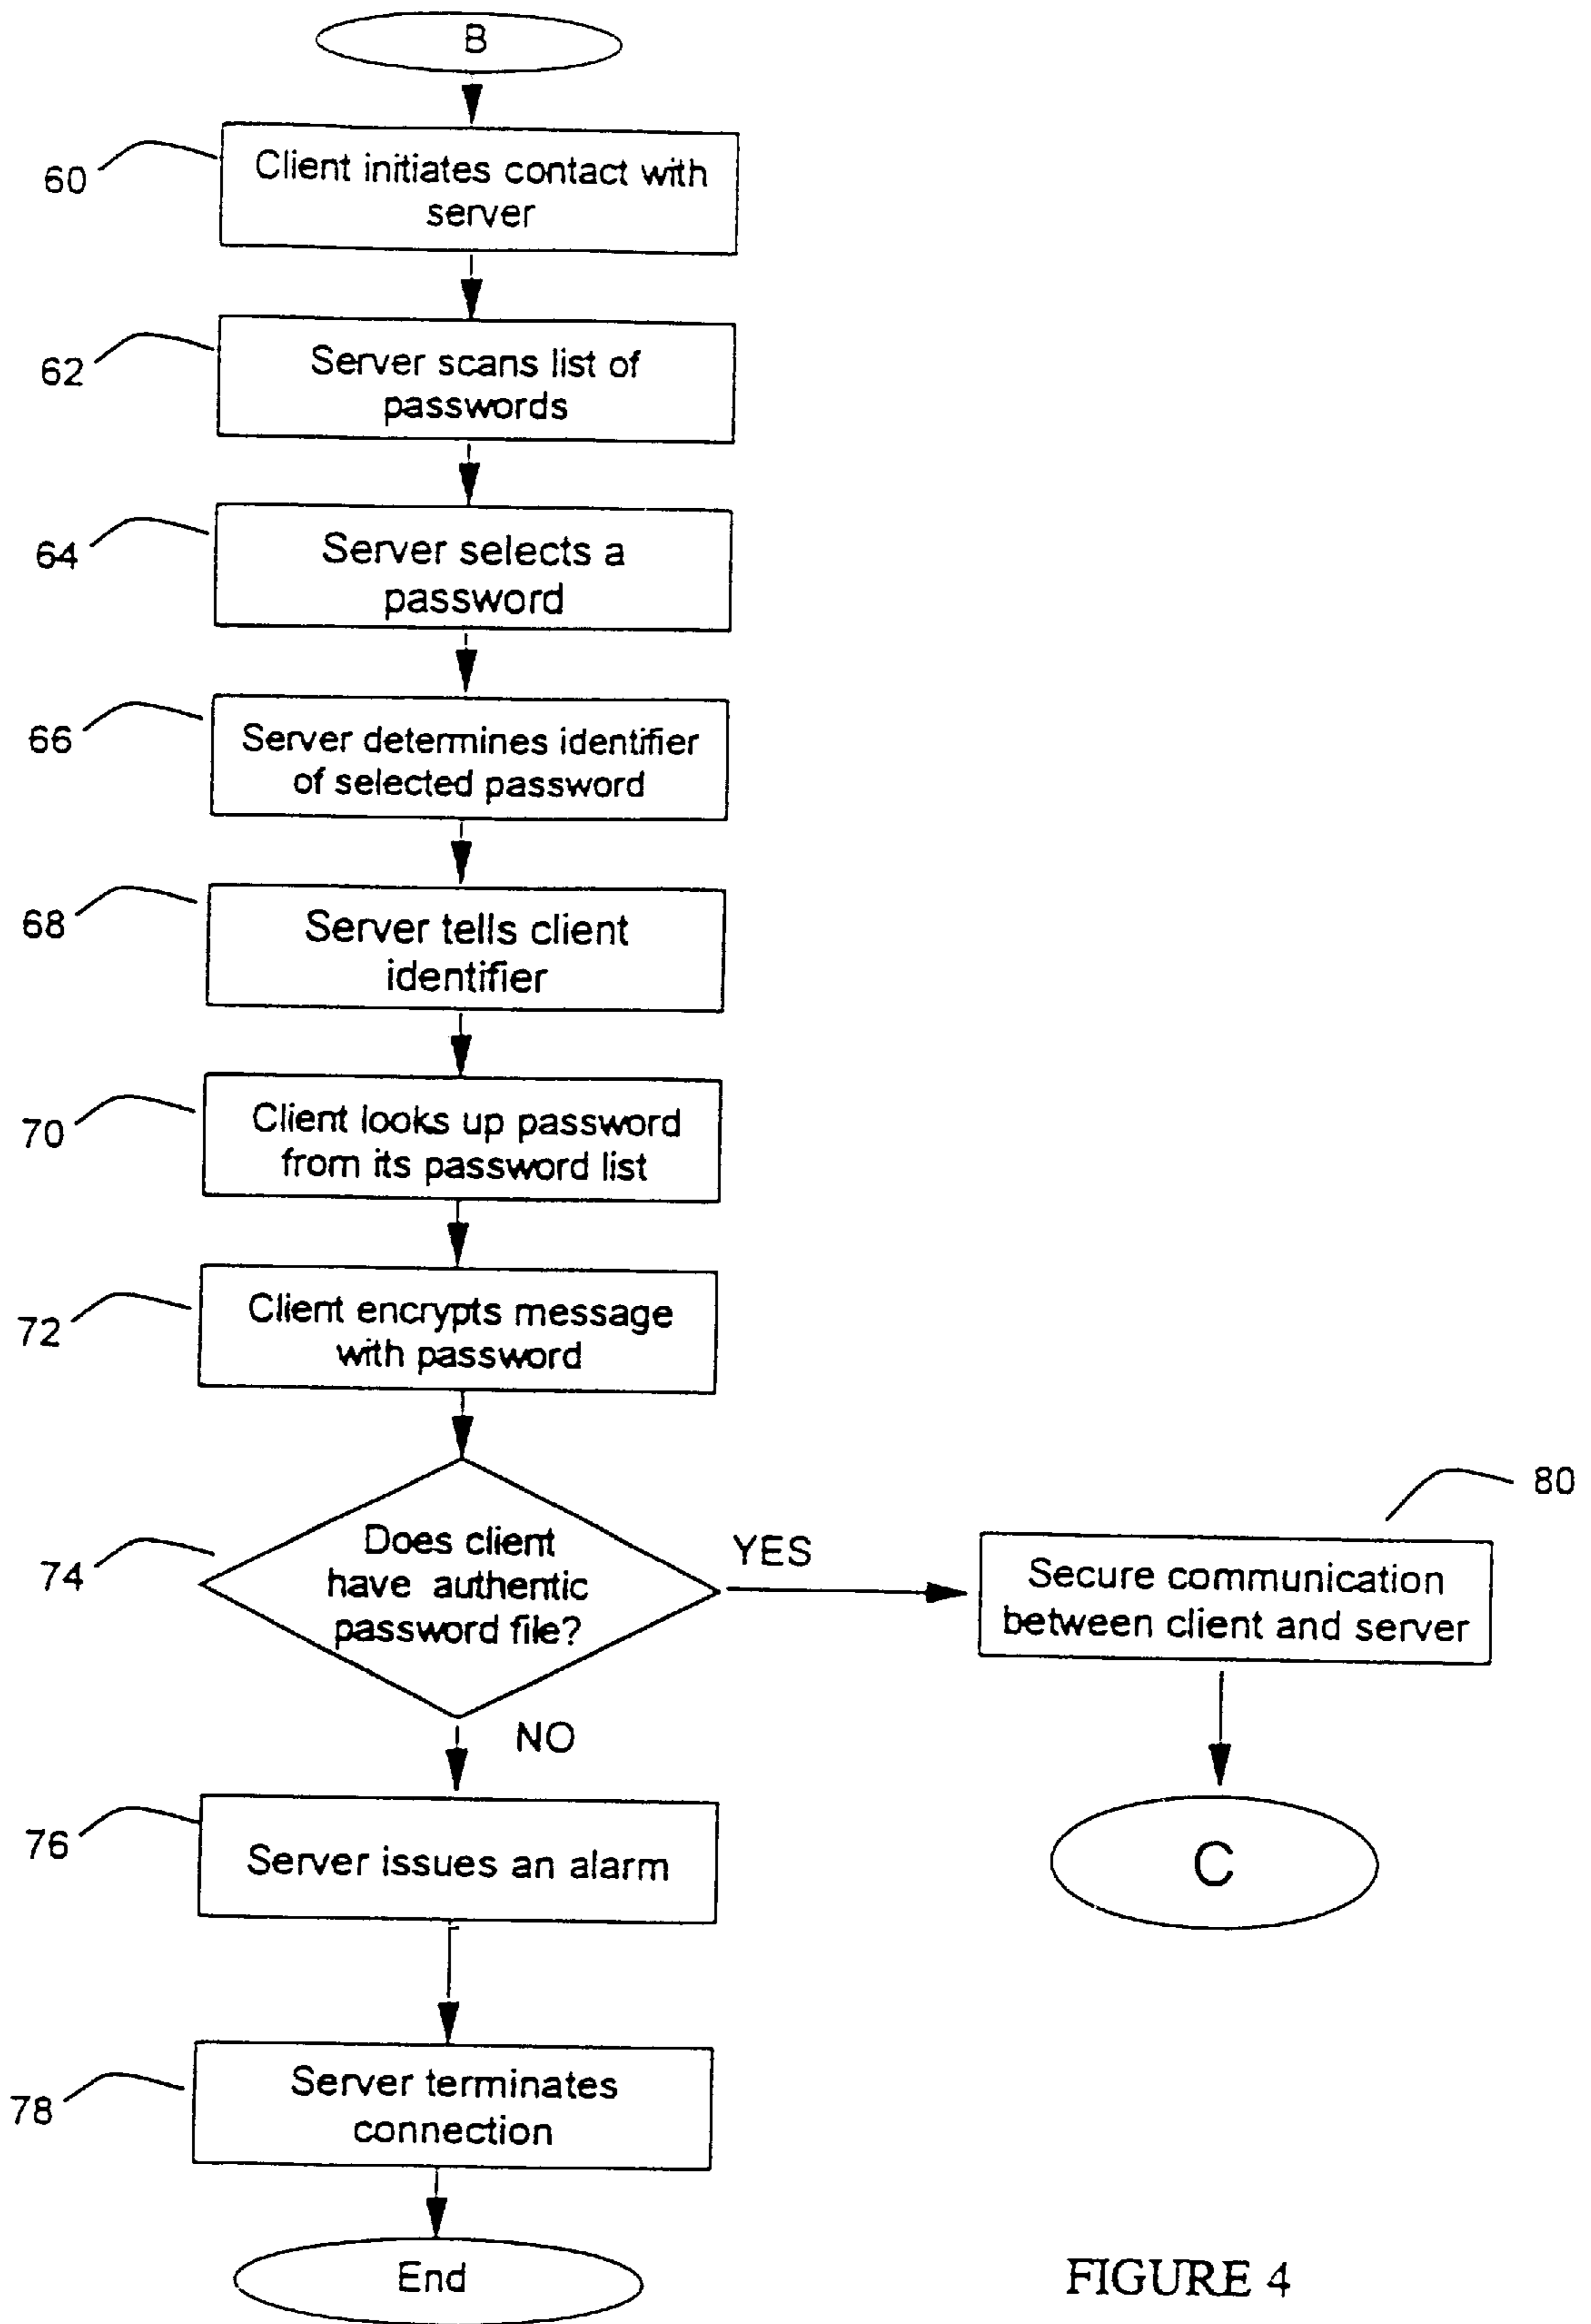 B
60
Client initiates contact with
server
62
Server scans list of
passwords
64
Server selects a
password
66
Server determines identifier
of selected password
68
Server tells client
identifier
70
Client looks up password
from its password list
72
Client encrypts message
with password
74
Does client
have authentic
password file?
YES
80
Secure communication
between client and server
NO
C
76
Server issues an alarm
78
Server terminates
connection
End
FIGURE 4